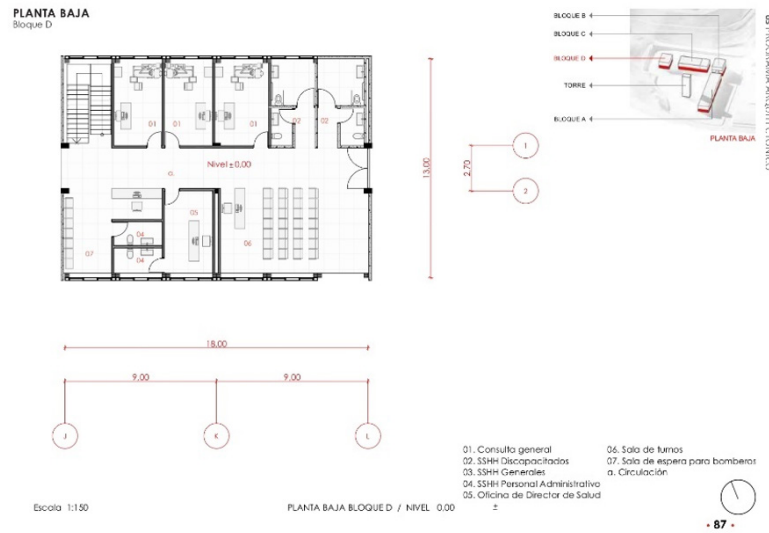 PLANTA BAJA
Bloque D
BLOQUE B
BLOQUE C
BLOQUE D
TORRE
BLOQUE A
PLANTA BAJA
01
01
01
02
02
Nivel ± 0,00
a.
05
04
04
06
07
13,00
2,70
1
2
18,00
9,00
9,00
J
K
L
01. Consulta general
02. SSHH Discapacitados
03. SSHH Generales
04. SSHH Personal Administrativo
05. Oficina de Director de Salud
06. Sala de turnos
07. Sala de espera para bomberos
a. Circulación
Escala 1:150
PLANTA BAJA BLOQUE D / NIVEL 0.00
±
• 87 •